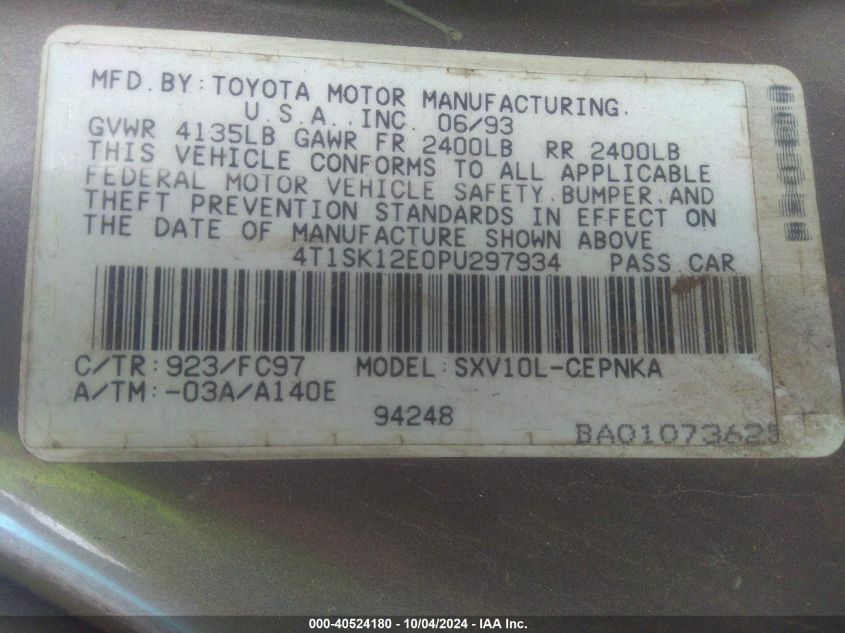 MFD. BY: TOYOTA MOTOR MANUFACTURING,
U.S.A., INC. 06/93
GVWR 4135LB GAWR FR 2400LB RR 2400LB
THIS VEHICLE CONFORMS TO ALL APPLICABLE
FEDERAL MOTOR VEHICLE SAFETY, BUMPER, AND
THEFT PREVENTION STANDARDS IN EFFECT ON
THE DATE OF MANUFACTURE SHOWN ABOVE
4T1SK12E0PU297934 PASS CAR
C/TR: 923/FC97 MODEL: SXV10L-CEPNKA
A/TM: -03A/A140E
94248
BA01073629
000-40524180 - 10/04/2024 - IAA Inc.